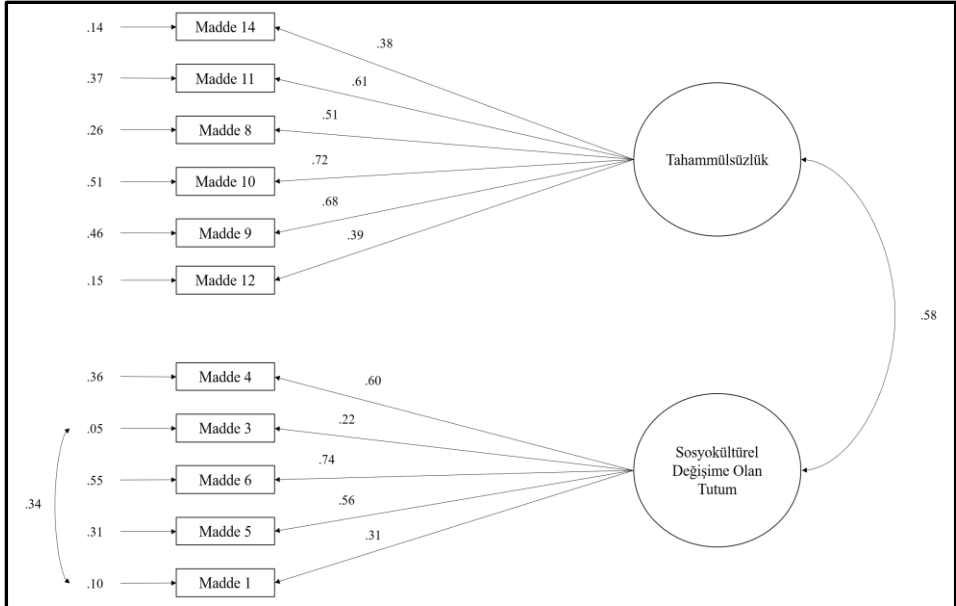 .14
Madde 14
.38
.37
Madde 11
.61
.26
Madde 8
.51
.51
Madde 10
.72
.46
Madde 9
.68
.15
Madde 12
.39
Tahammülsüzlük
.58
.36
Madde 4
.60
.05
Madde 3
.22
.55
Madde 6
.74
.31
Madde 5
.56
.10
Madde 1
.31
.34
Sosyokültürel
Değişime Olan
Tutum